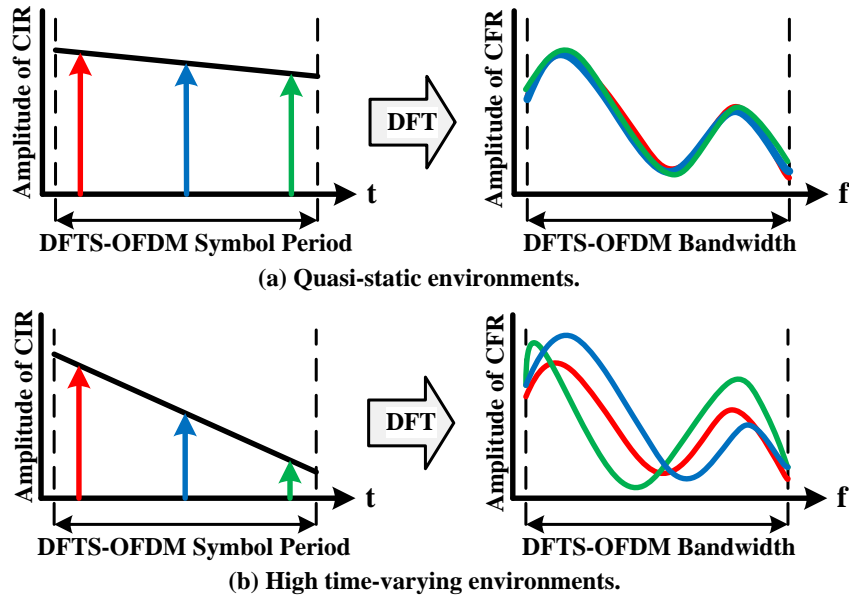 Amplitude of CIR
t
DFTS-OFDM Symbol Period
DFT
Amplitude of CFR
f
DFTS-OFDM Bandwidth
(a) Quasi-static environments.
Amplitude of CIR
t
DFTS-OFDM Symbol Period
DFT
Amplitude of CFR
f
DFTS-OFDM Bandwidth
(b) High time-varying environments.